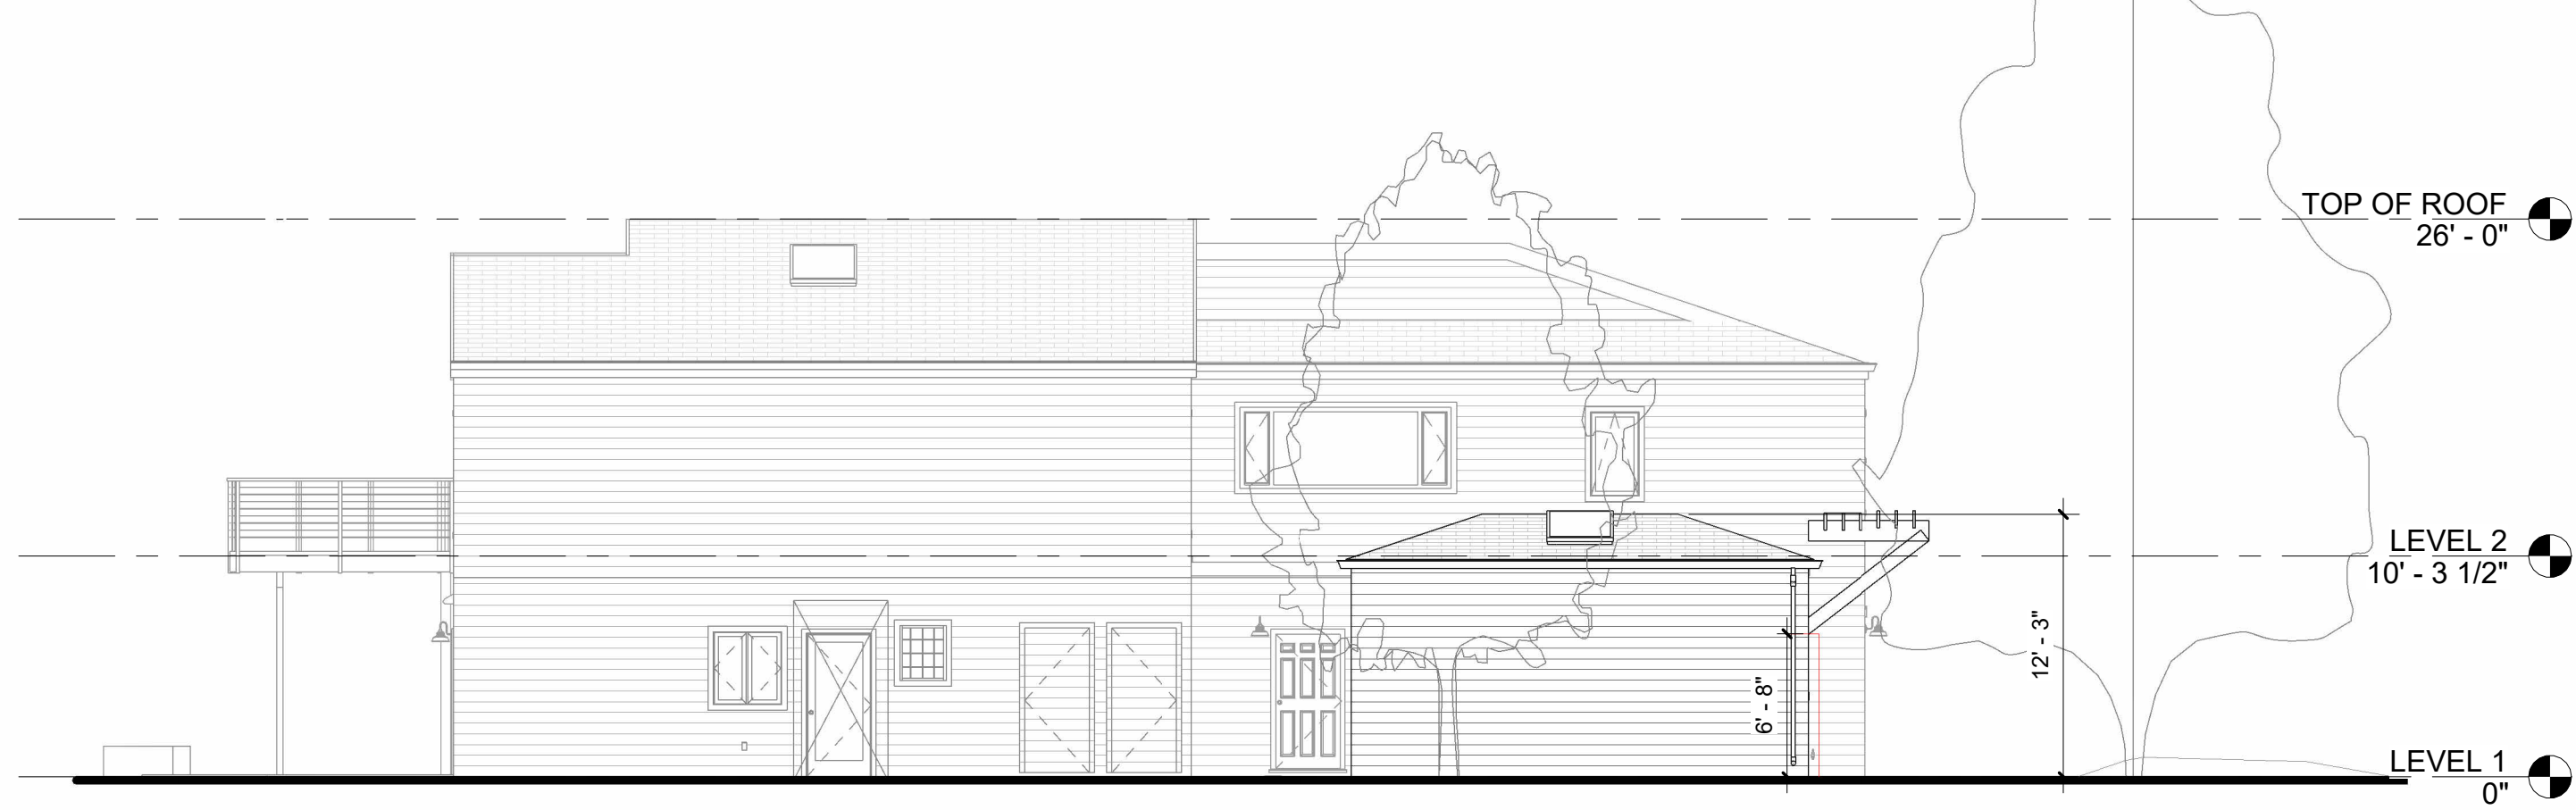 TOP OF ROOF
26' - 0"
LEVEL 2
10' - 3 1/2"
12' - 3"
6' - 8"
LEVEL 1
0"